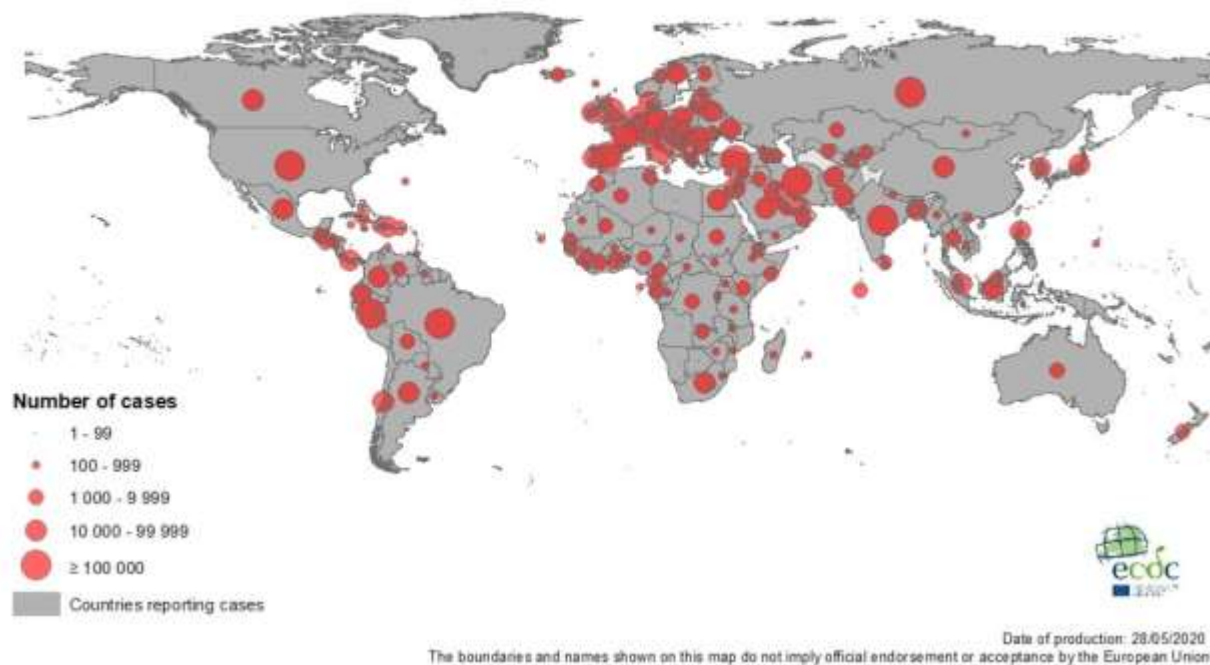 Number of cases
1 - 99
100 - 999
1 000 - 9 999
10 000 - 99 999
≥ 100 000
Countries reporting cases
ecdc
Date of production: 28/05/2020
The boundaries and names shown on this map do not imply official endorsement or acceptance by the European Union